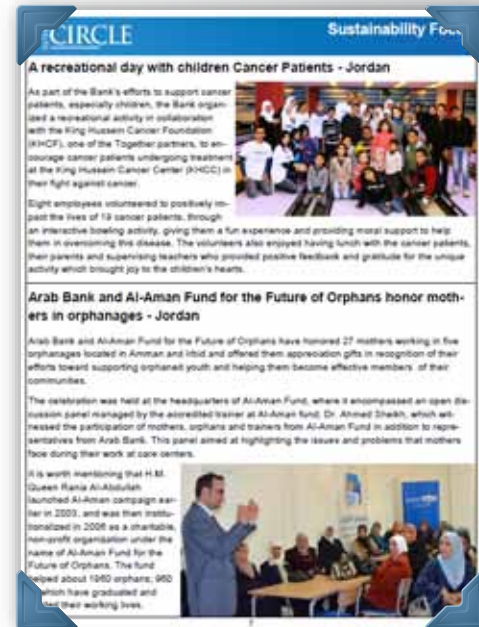 CIRCLE
Sustainability
A recreational day with children Cancer Patients - Jordan
As part of the Bank's efforts to support cancer
patients, especially children, the Bank organ-
ized a recreational activity in collaboration
with the King Hussein Cancer Foundation
(KHCF), one of the Together partners, to en-
courage cancer patients undergoing treatment
at the King Hussein Cancer Center (KHCC) in
their fight against cancer.
Eight employees volunteered to positively im-
pact the lives of 19 cancer patients, through
an interactive bowling activity, giving them a fun experience and providing moral support to help
them in overcoming this disease. The volunteers also enjoyed having lunch with the cancer patients,
their parents and supervising teachers who provided positive feedback and gratitude for the unique
activity which brought joy to the children's hearts.
Arab Bank and Al-Aman Fund for the Future of Orphans honor moth-
ers in orphanages - Jordan
Arab Bank and Al-Aman Fund for the Future of Orphans have honored 27 mothers working in five
orphanages located in Amman and Irbid and offered them appreciation gifts in recognition of their
efforts toward supporting orphaned youth and helping them become effective members of their
communities.
The celebration was held at the headquarters of Al-Aman Fund, where it encompassed an open dis-
cussion panel managed by the accredited trainer at Al-Aman fund, Dr. Ahmed Sheikh, which wit-
nessed the participation of mothers, orphans and trainers from Al-Aman Fund in addition to repre-
sentatives from Arab Bank. This panel aimed at highlighting the issues and problems that mothers
face during their work at care centers.
It is worth mentioning that H.M.
Queen Rania Al-Abdullah
launched Al-Aman campaign ear-
lier in 2003, and was then institu-
tionalized in 2006 as a charitable,
non-profit organization under the
name of Al-Aman Fund for the
Future of Orphans. The fund
helped about 1960 orphans; 960
which have graduated and
their working lives.